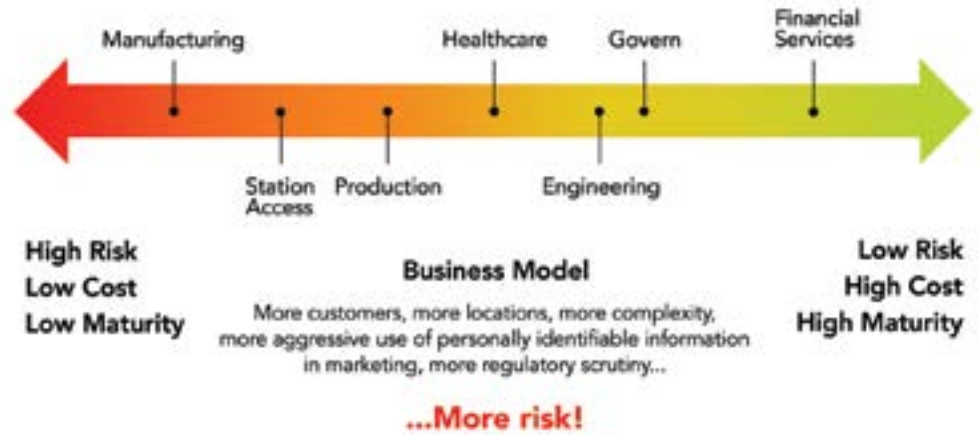 Manufacturing
Healthcare
Govern
Financial
Services
Station
Access
Production
Engineering
High Risk
Low Cost
Low Maturity
Business Model
More customers, more locations, more complexity,
more aggressive use of personally identifiable information
in marketing, more regulatory scrutiny...
...More risk!
Low Risk
High Cost
High Maturity